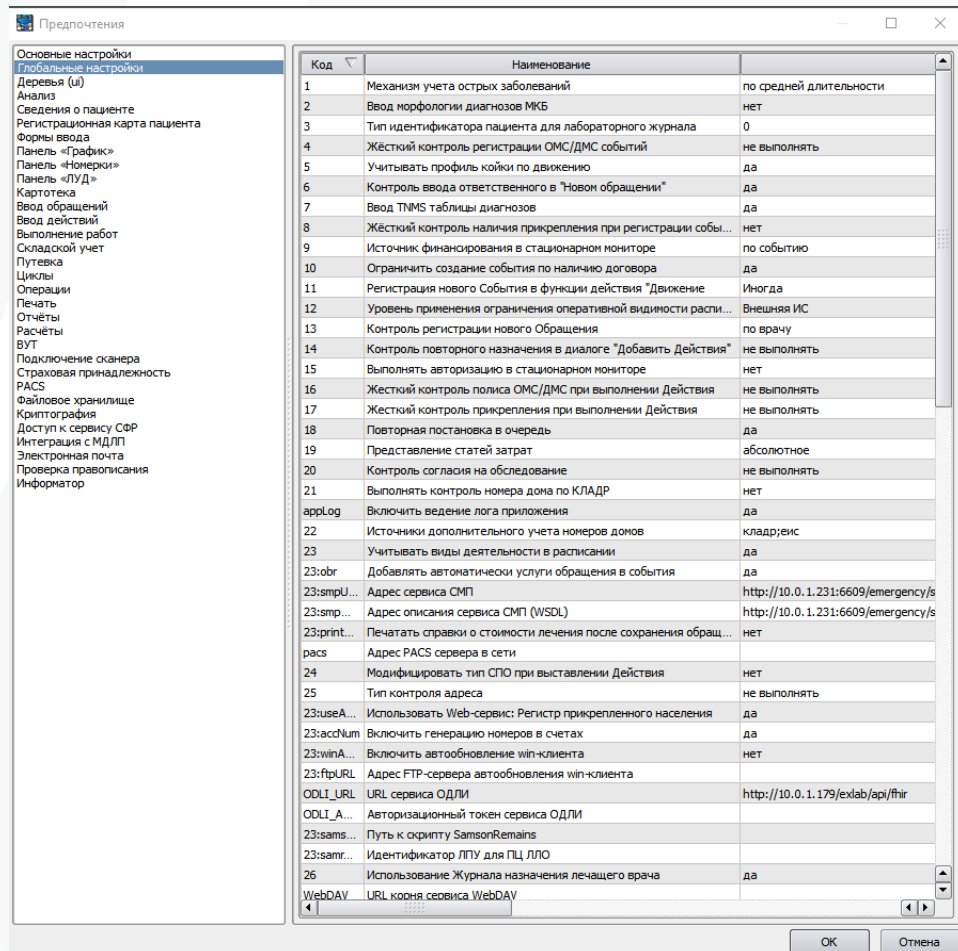 Предпочтения
Основные настройки
Глобальные настройки
Деревья (ui)
Анализ
Сведения о пациенте
Регистрационная карта пациента
Формы ввода
Панель «График»
Панель «Номерки»
Панель «ЛУД»
Картотека
Ввод обращений
Ввод действий
Выполнение работ
Складской учет
Путевка
Циклы
Операции
Печать
Отчёты
Расчёты
ВУТ
Подключение сканера
Страховая принадлежность
PACS
Файловое хранилище
Криптография
Доступ к сервису СФР
Интеграция с МДЛП
Электронная почта
Проверка правописания
Информатор
Код Наименование
1 Механизм учета острых заболеваний по средней длительности
2 Ввод морфологии диагнозов МКБ нет
3 Тип идентификатора пациента для лабораторного журнала 0
4 Жёсткий контроль регистрации ОМС/ДМС событий не выполнять
5 Учитывать профиль койки по движению да
6 Контроль ввода ответственного в "Новом обращении" да
7 Ввод TNMS таблицы диагнозов да
8 Жёсткий контроль наличия прикрепления при регистрации собы... нет
9 Источник финансирования в стационарном мониторе по событию
10 Ограничить создание события по наличию договора да
11 Регистрация нового События в функции действия "Движение Иногда
12 Уровень применения ограничения оперативной видимости распи... Внешняя ИС
13 Контроль регистрации нового Обращения по врачу
14 Контроль повторного назначения в диалоге "Добавить Действия" не выполнять
15 Выполнять авторизацию в стационарном мониторе нет
16 Жесткий контроль полиса ОМС/ДМС при выполнении Действия не выполнять
17 Жесткий контроль прикрепления при выполнении Действия не выполнять
18 Повторная постановка в очередь да
19 Представление статей затрат абсолютное
20 Контроль согласия на обследование не выполнять
21 Выполнять контроль номера дома по КЛАДР нет
appLog Включить ведение лога приложения да
22 Источники дополнительного учета номеров домов кладр;еис
23 Учитывать виды деятельности в расписании да
23:obr Добавлять автоматически услуги обращения в события да
23:smpU... Адрес сервиса СМП http://10.0.1.231:6609/emergency/s
23:smp... Адрес описания сервиса СМП (WSDL) http://10.0.1.231:6609/emergency/s
23:print... Печатать справки о стоимости лечения после сохранения обращ... нет
pacs Адрес PACS сервера в сети
24 Модифицировать тип СПО при выставлении Действия нет
25 Тип контроля адреса не выполнять
23:useA... Использовать Web-сервис: Регистр прикрепленного населения да
23:accNum Включить генерацию номеров в счетах да
23:winA... Включить автообновление win-клиента нет
23:ftpURL Адрес FTP-сервера автообновления win-клиента
ODLI_URL URL сервиса ОДЛИ http://10.0.1.179/exlab/api/fhir
ODLI_A... Авторизационный токен сервиса ОДЛИ
23:sams... Путь к скрипту SamsonRemains
23:samr... Идентификатор ЛПУ для ПЦ ЛЛО
26 Использование Журнала назначения лечащего врача да
WebDAV URL корня сервиса WebDAV
ОК Отмена